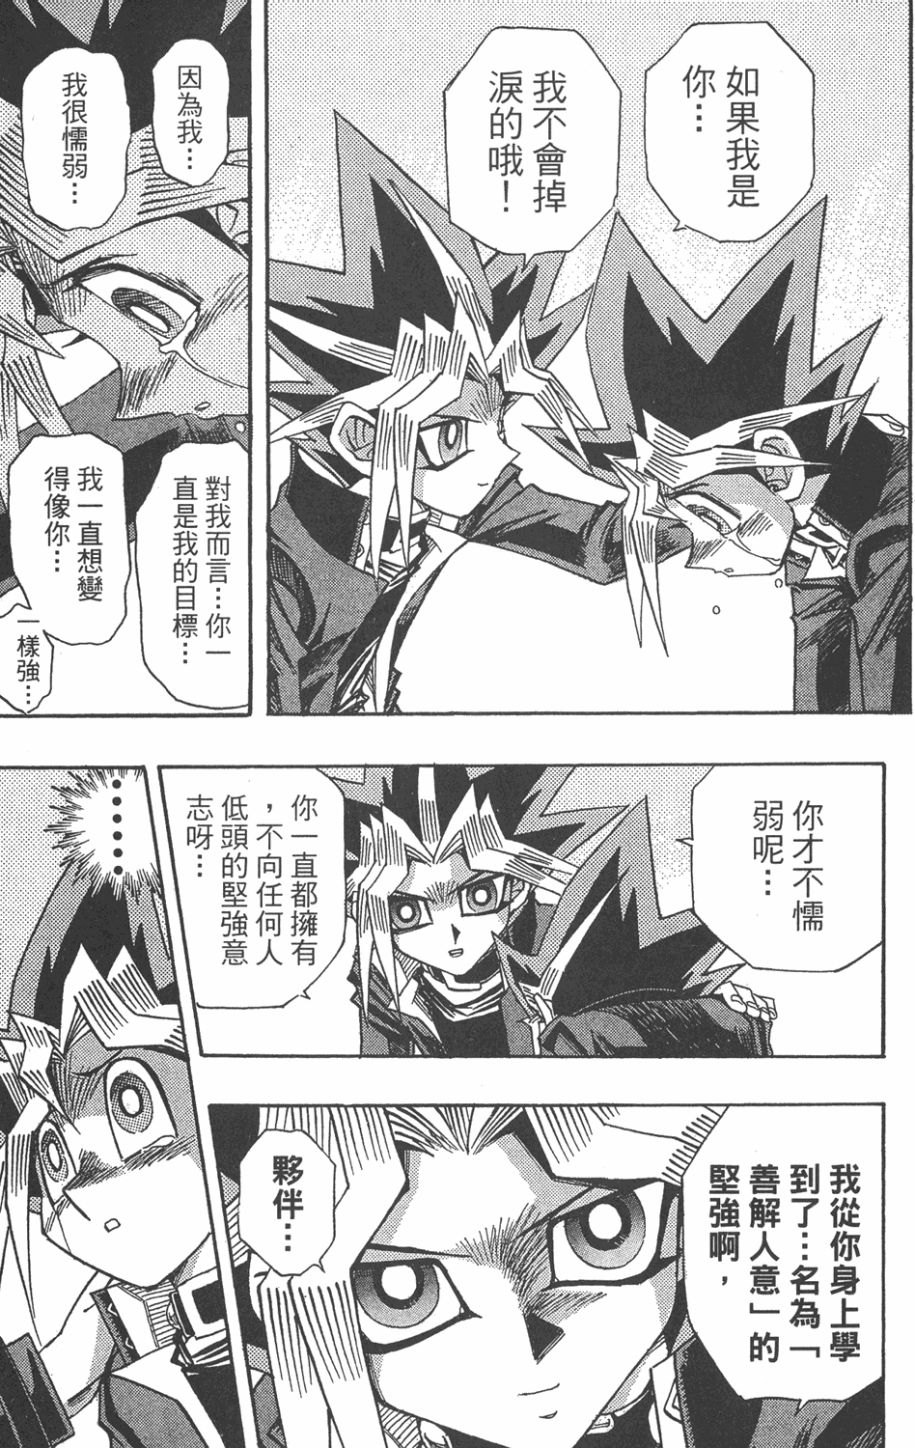 如果我是
你…
我不會掉
淚的哦！
因為我…
我很懦弱…
對我而言…你一
直是我的目標…
我一直想變
得像你…
一樣強…
你才不懦
弱呢…
你一直都擁有
，不向任何人
低頭的堅強意
志呀…
……
我從你身上學
到了…名為「
善解人意」的
堅強啊，
夥伴…